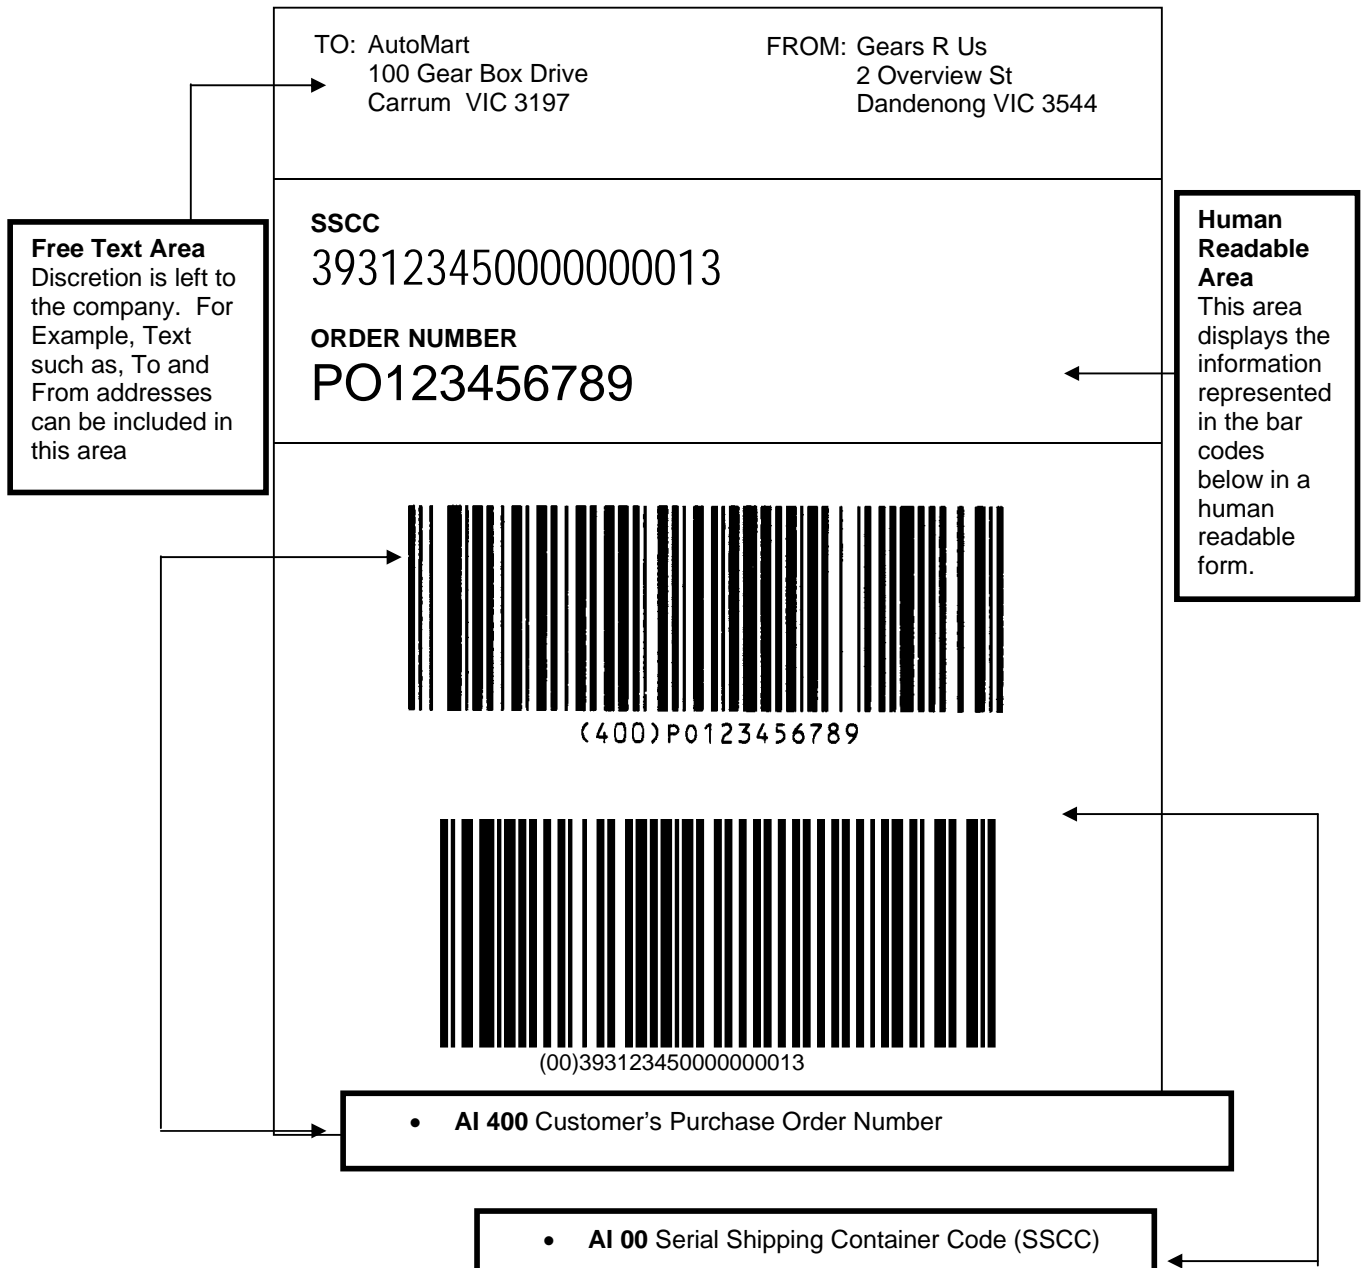 TO: AutoMart
100 Gear Box Drive
Carrum VIC 3197
FROM: Gears R Us
2 Overview St
Dandenong VIC 3544
Free Text Area
Discretion is left to
the company. For
Example, Text
such as, To and
From addresses
can be included in
this area
SSCC
393123450000000013
ORDER NUMBER
PO123456789
Human
Readable
Area
This area
displays the
information
represented
in the bar
codes
below in a
human
readable
form.
(400)PO123456789
(00)393123450000000013
• AI 400 Customer's Purchase Order Number
• AI 00 Serial Shipping Container Code (SSCC)